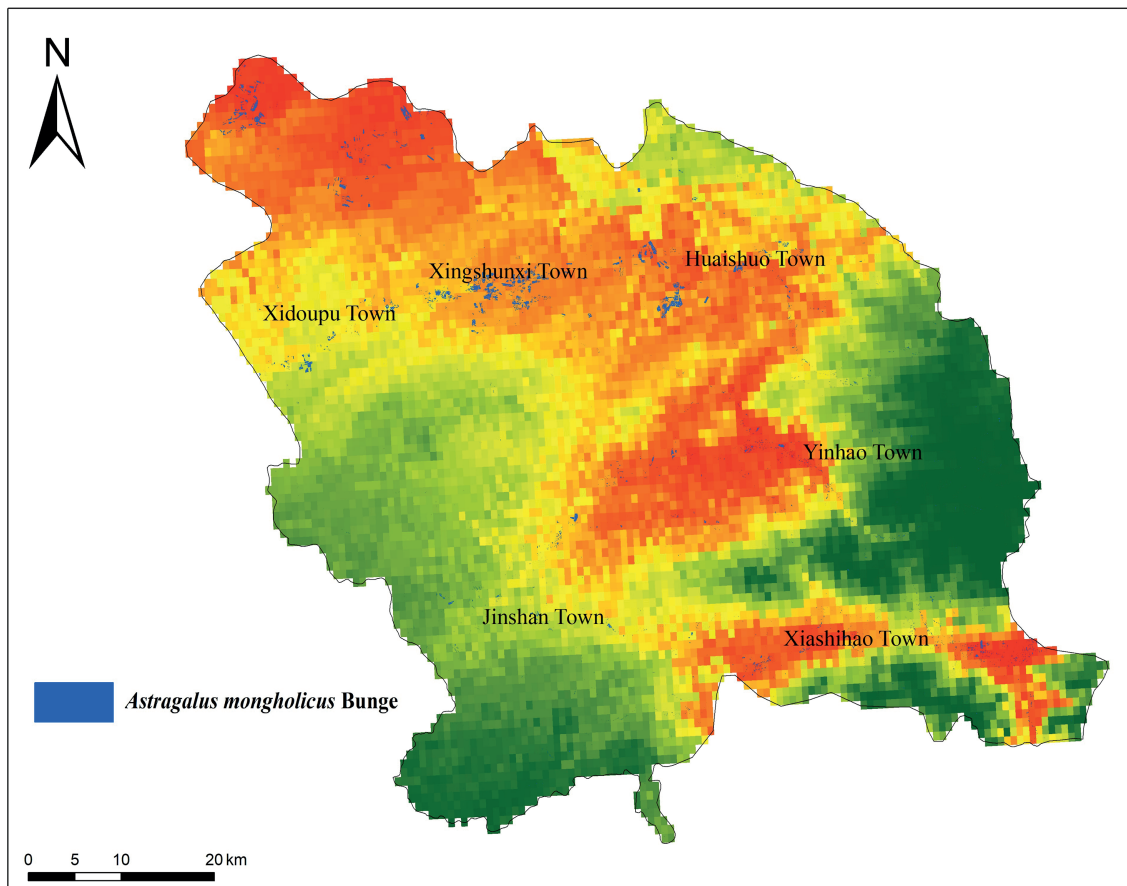 N
Huaishuo Town
Xingshunxi Town
Xidoupu Town
Yinhao Town
Jinshan Town
Xiashihao Town
Astragalus mongholicus Bunge
0 5 10 20 km